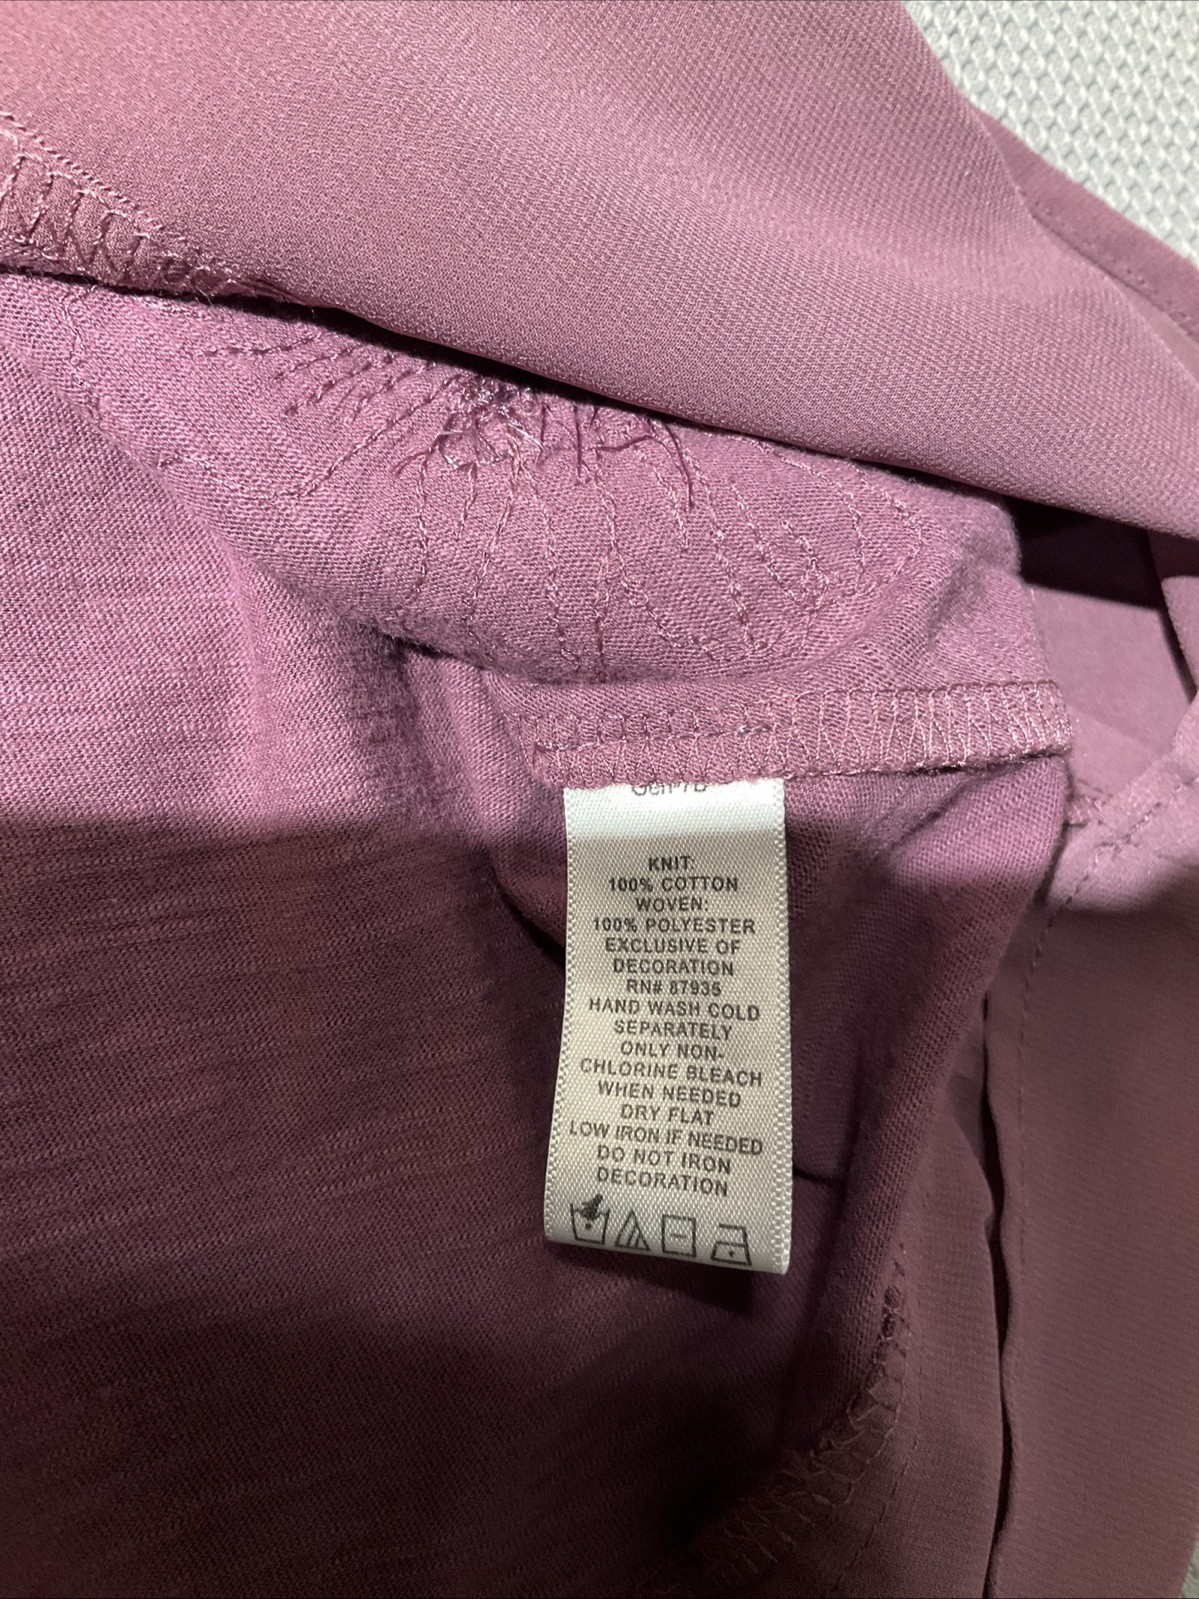 KNIT:
100% COTTON
WOVEN:
100% POLYESTER
EXCLUSIVE OF
DECORATION
RN# 87935
HAND WASH COLD
SEPARATELY
ONLY NON-
CHLORINE BLEACH
WHEN NEEDED
DRY FLAT
LOW IRON IF NEEDED
DO NOT IRON
DECORATION